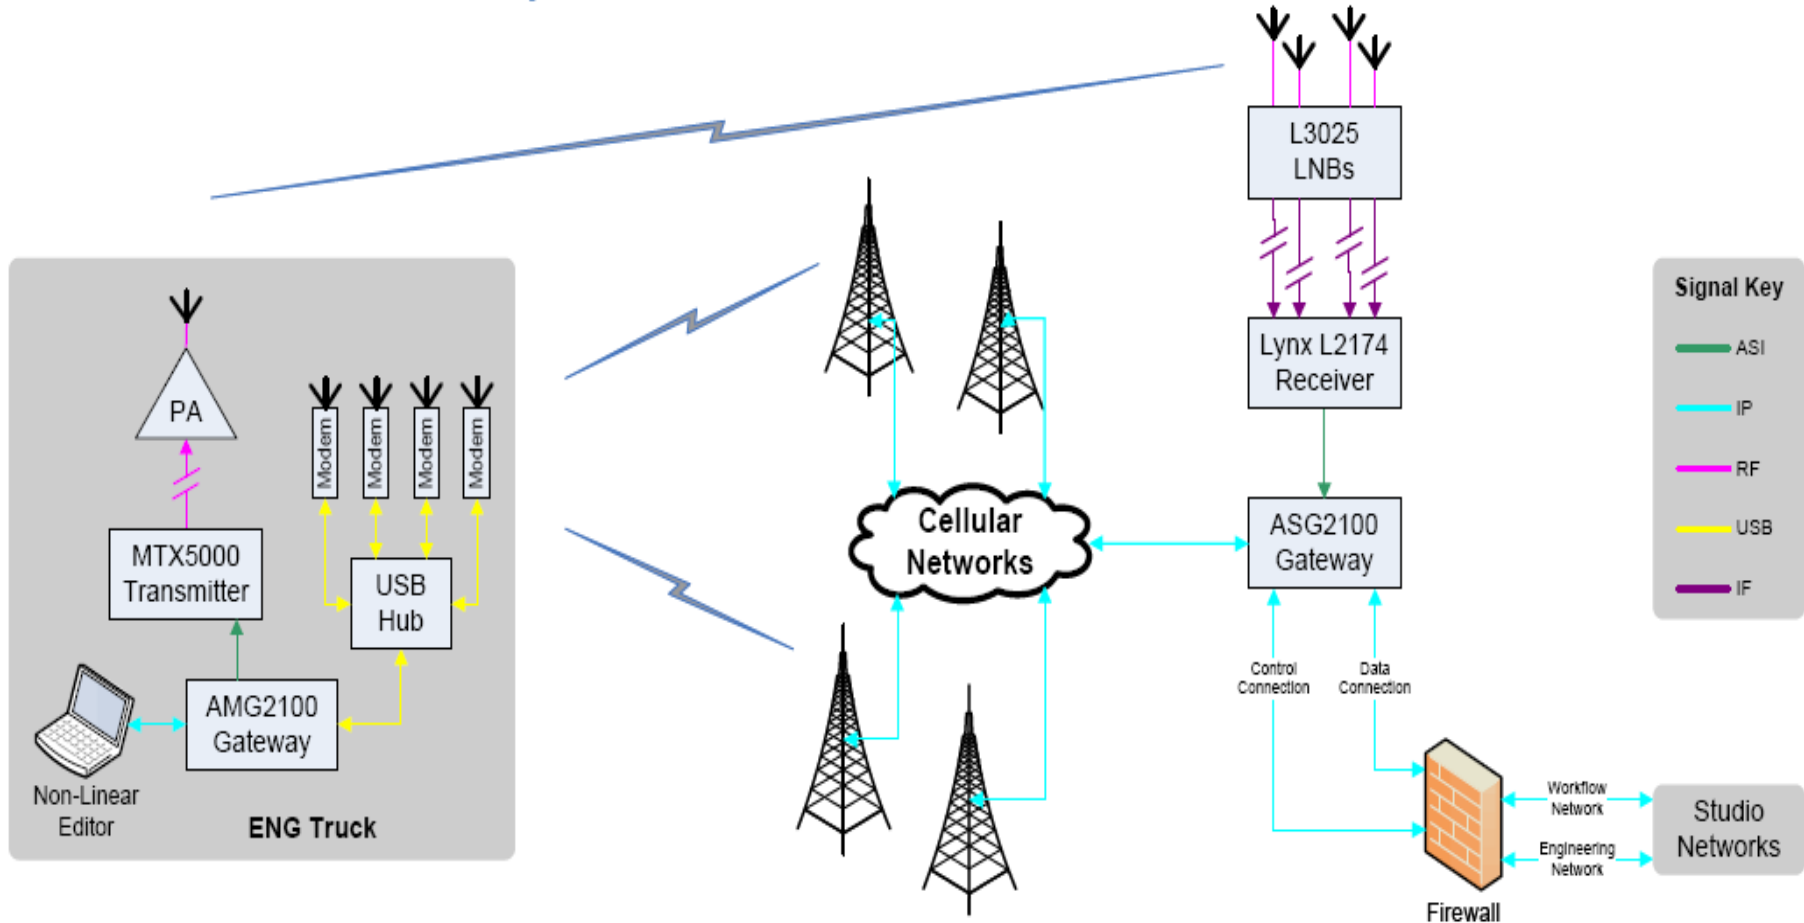 L3025
LNBs
Signal Key
ASI
IP
RF
USB
IF
Lynx L2174
Receiver
PA
Modem
Modem
Modem
Modem
MTX5000
Transmitter
USB
Hub
Cellular
Networks
ASG2100
Gateway
AMG2100
Gateway
Non-Linear
Editor
ENG Truck
Control
Connection
Data
Connection
Workflow
Network
Engineering
Network
Studio
Networks
Firewall